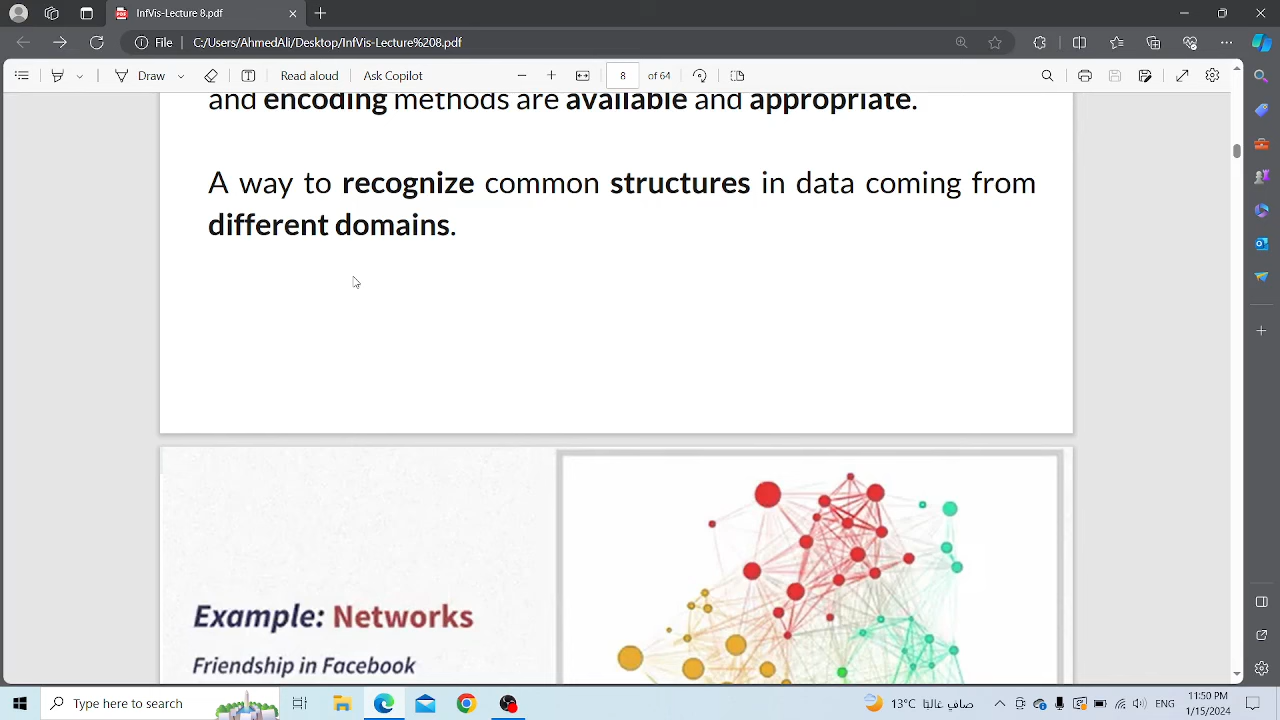 InfVis-Lecture 8.pdf
File C:/Users/AhmedAli/Desktop/InfVis-Lecture%208.pdf
Draw Read aloud Ask Copilot 8 of 64
and encoding methods are available and appropriate.
A way to recognize common structures in data coming from
different domains.
Example: Networks
Friendship in Facebook
Type here to search 13°C صافي غالبًا ENG 11:50 PM
1/15/2024